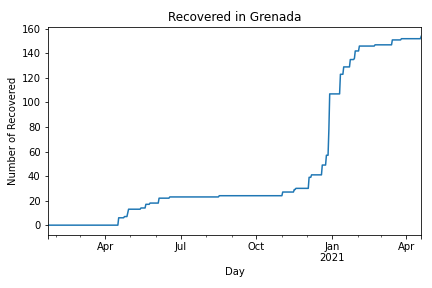 Recovered in Grenada
Number of Recovered
160
140
120
100
80
60
40
20
0
Apr
Jul
Oct
Jan
2021
Apr
Day